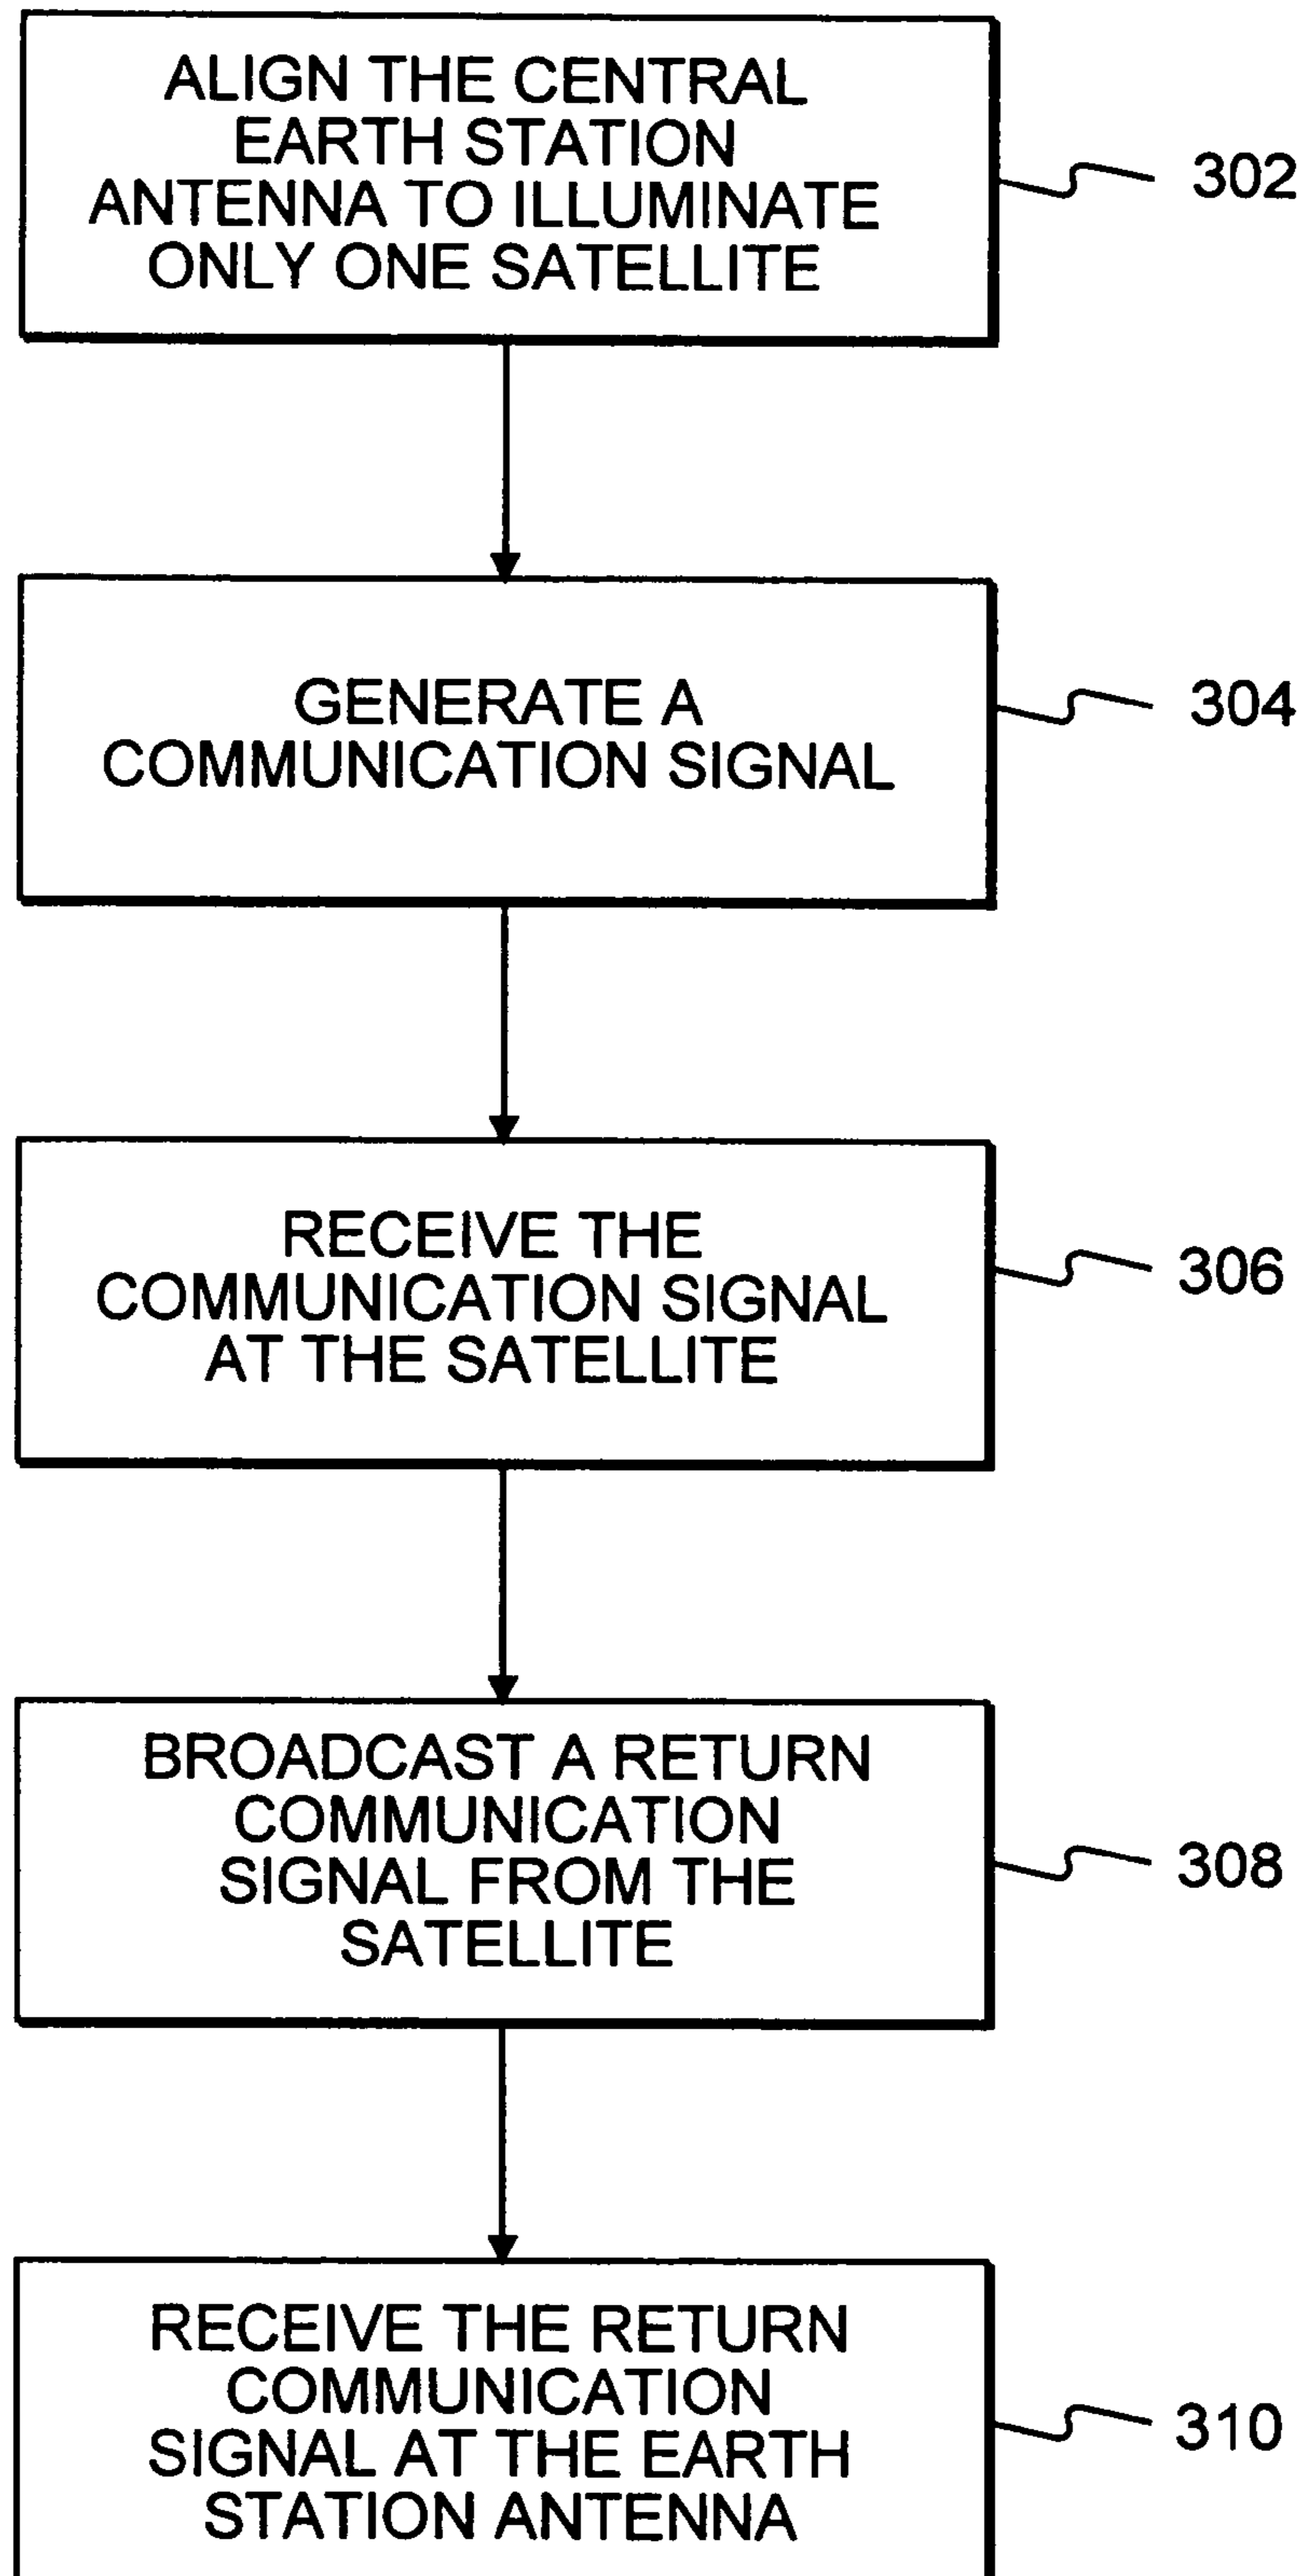 ALIGN THE CENTRAL
EARTH STATION
ANTENNA TO ILLUMINATE
ONLY ONE SATELLITE
302
GENERATE A
COMMUNICATION SIGNAL
304
RECEIVE THE
COMMUNICATION SIGNAL
AT THE SATELLITE
306
BROADCAST A RETURN
COMMUNICATION
SIGNAL FROM THE
SATELLITE
308
RECEIVE THE RETURN
COMMUNICATION
SIGNAL AT THE EARTH
STATION ANTENNA
310